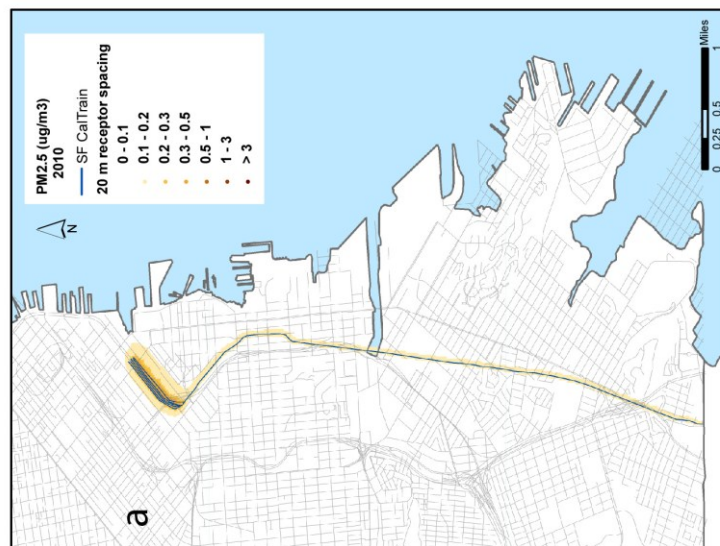 PM2.5 (ug/m3)
2010
SF CalTrain
20 m receptor spacing
0 - 0.1
0.1 - 0.2
0.2 - 0.3
0.3 - 0.5
0.5 - 1
1 - 3
> 3
N
a
Miles
0 0.25 0.5 1